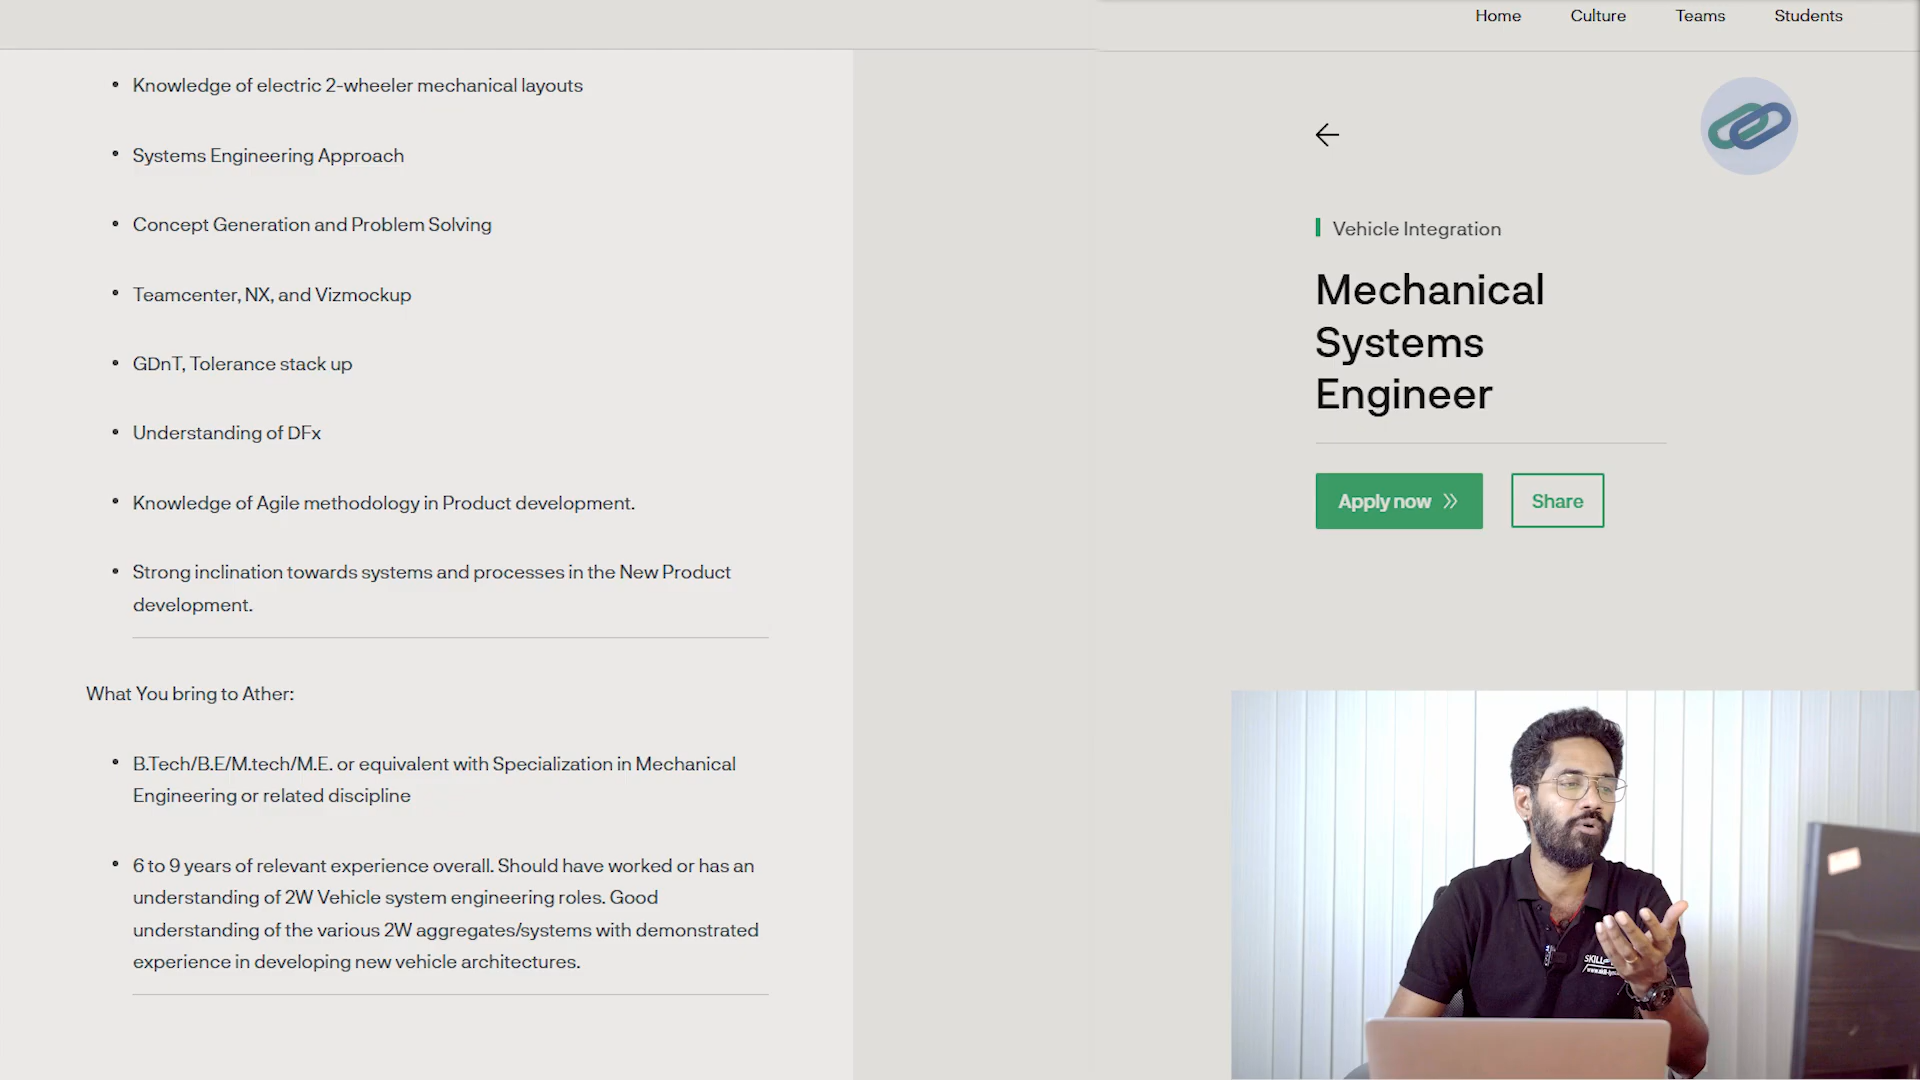 Home Culture Teams Students
• Knowledge of electric 2-wheeler mechanical layouts
• Systems Engineering Approach
• Concept Generation and Problem Solving
• Teamcenter, NX, and Vizmockup
• GDnT, Tolerance stack up
• Understanding of DFx
• Knowledge of Agile methodology in Product development.
• Strong inclination towards systems and processes in the New Product
development.
What You bring to Ather:
• B.Tech/B.E/M.tech/M.E. or equivalent with Specialization in Mechanical
Engineering or related discipline
• 6 to 9 years of relevant experience overall. Should have worked or has an
understanding of 2W Vehicle system engineering roles. Good
understanding of the various 2W aggregates/systems with demonstrated
experience in developing new vehicle architectures.
Vehicle Integration
Mechanical
Systems
Engineer
Apply now
Share
SKILL